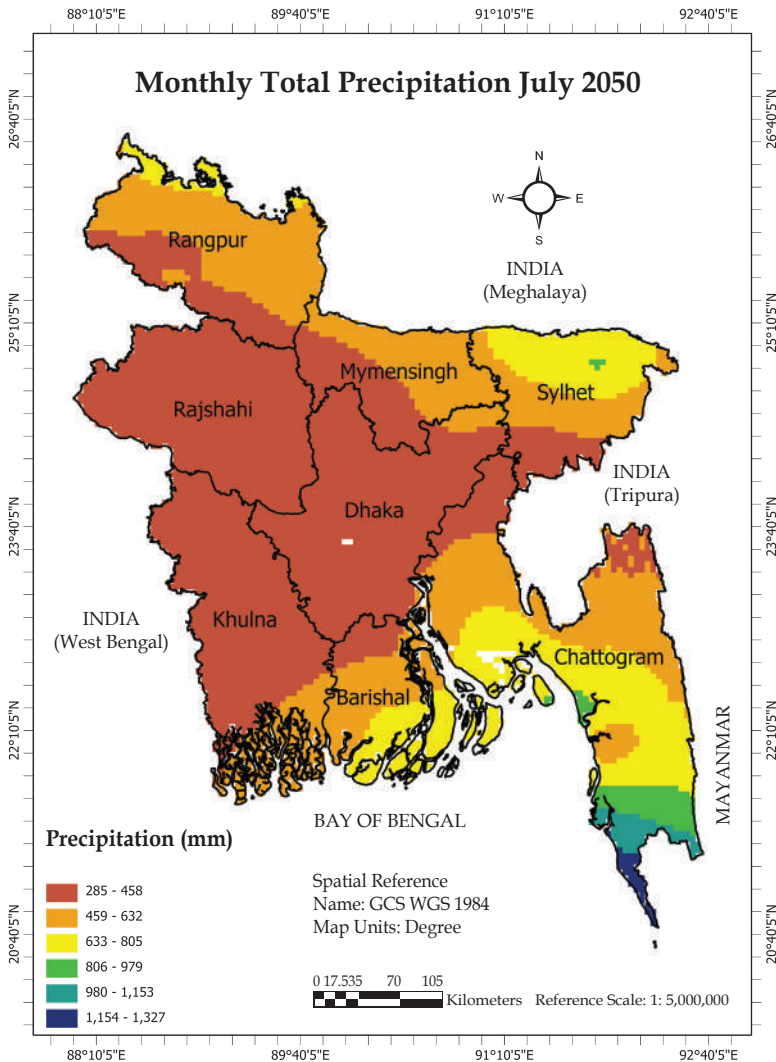 88°10'5"E 89°40'5"E 91°10'5"E 92°40'5"E
Monthly Total Precipitation July 2050
26°40'5"N 26°40'5"N
N
W E
S
Rangpur
INDIA
(Meghalaya)
25°10'5"N 25°10'5"N
Mymensingh
Sylhet
Rajshahi
INDIA
(Tripura)
Dhaka
23°40'5"N 23°40'5"N
INDIA
(West Bengal)
Khulna
Chattogram
Barishal
22°10'5"N 22°10'5"N
MAYANMAR
BAY OF BENGAL
Precipitation (mm)
285 - 458
459 - 632
633 - 805
806 - 979
980 - 1,153
1,154 - 1,327
Spatial Reference
Name: GCS WGS 1984
Map Units: Degree
20°40'5"N 20°40'5"N
0 17.535 70 105
Kilometers Reference Scale: 1: 5,000,000
88°10'5"E 89°40'5"E 91°10'5"E 92°40'5"E